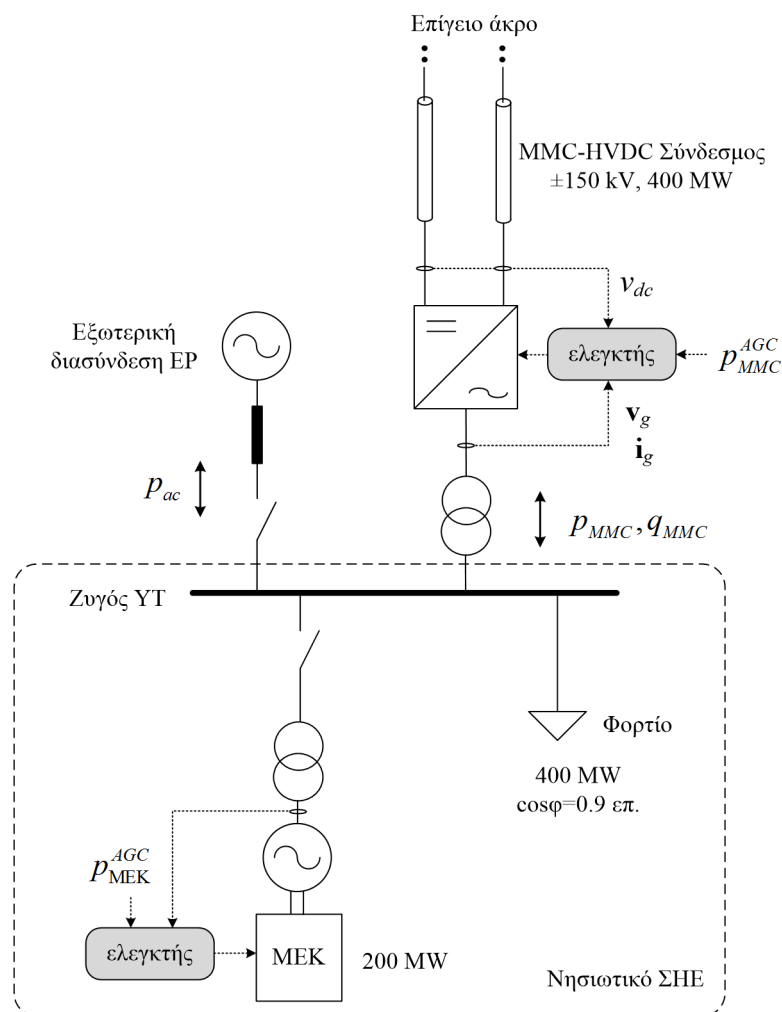 Επίγειο άκρο
MMC-HVDC Σύνδεσμος
±150 kV, 400 MW
v_dc
Εξωτερική
διασύνδεση ΕΡ
ελεγκτής
p_MMC^AGC
v_g
i_g
p_ac
p_MMC, q_MMC
Ζυγός ΥΤ
Φορτίο
400 MW
cosφ=0.9 επ.
p_ΜΕΚ^AGC
ελεγκτής
ΜΕΚ
200 MW
Νησιωτικό ΣΗΕ